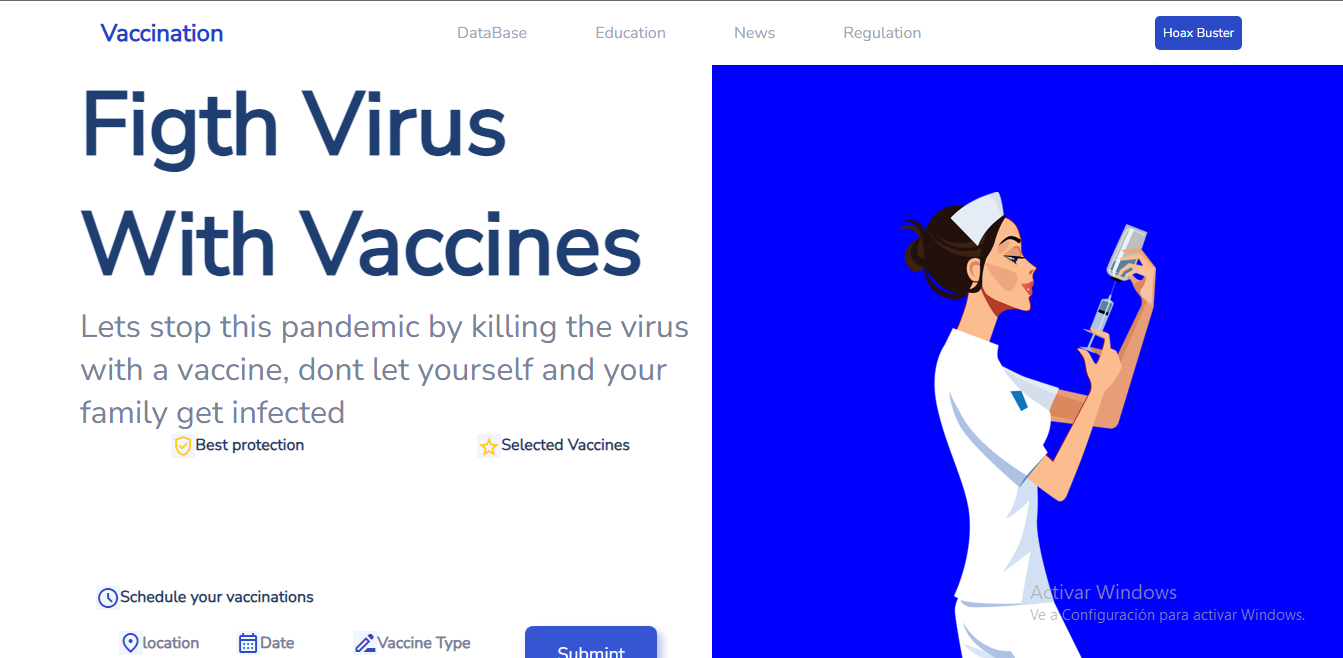 Vaccination
DataBase
Education
News
Regulation
Hoax Buster
Figth Virus
With Vaccines
Lets stop this pandemic by killing the virus
with a vaccine, dont let yourself and your
family get infected
Best protection
Selected Vaccines
Schedule your vaccinations
location
Date
Vaccine Type
Submint
Activar Windows
Ve a Configuración para activar Windows.